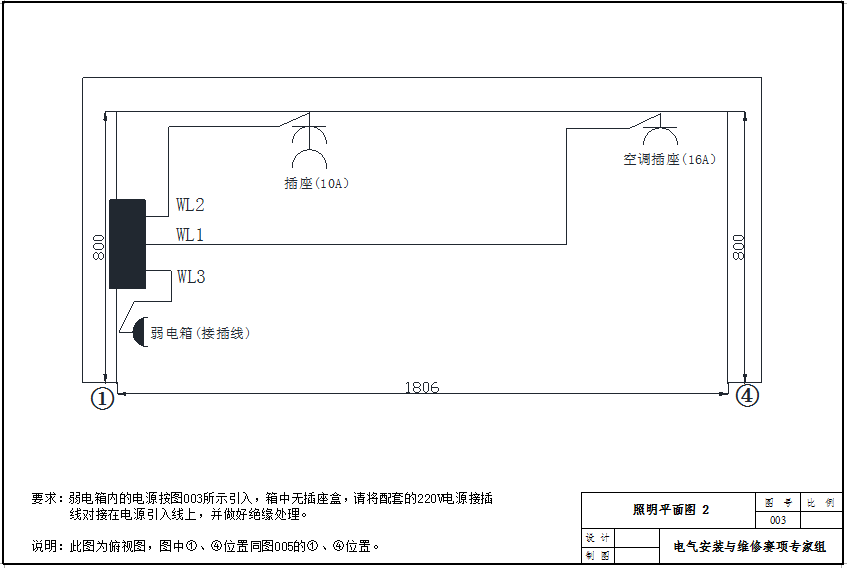 插座(10A)
空调插座(16A)
WL2
WL1
WL3
800
800
弱电箱(接插线)
1806
①
④
要求：弱电箱内的电源按图003所示引入，箱中无插座盒，请将配套的220V电源接插
线对接在电源引入线上，并做好绝缘处理。
说明：此图为俯视图，图中①、④位置同图005的①、④位置。
照明平面图 2
图 号
比 例
003
设 计
制 图
电气安装与维修赛项专家组